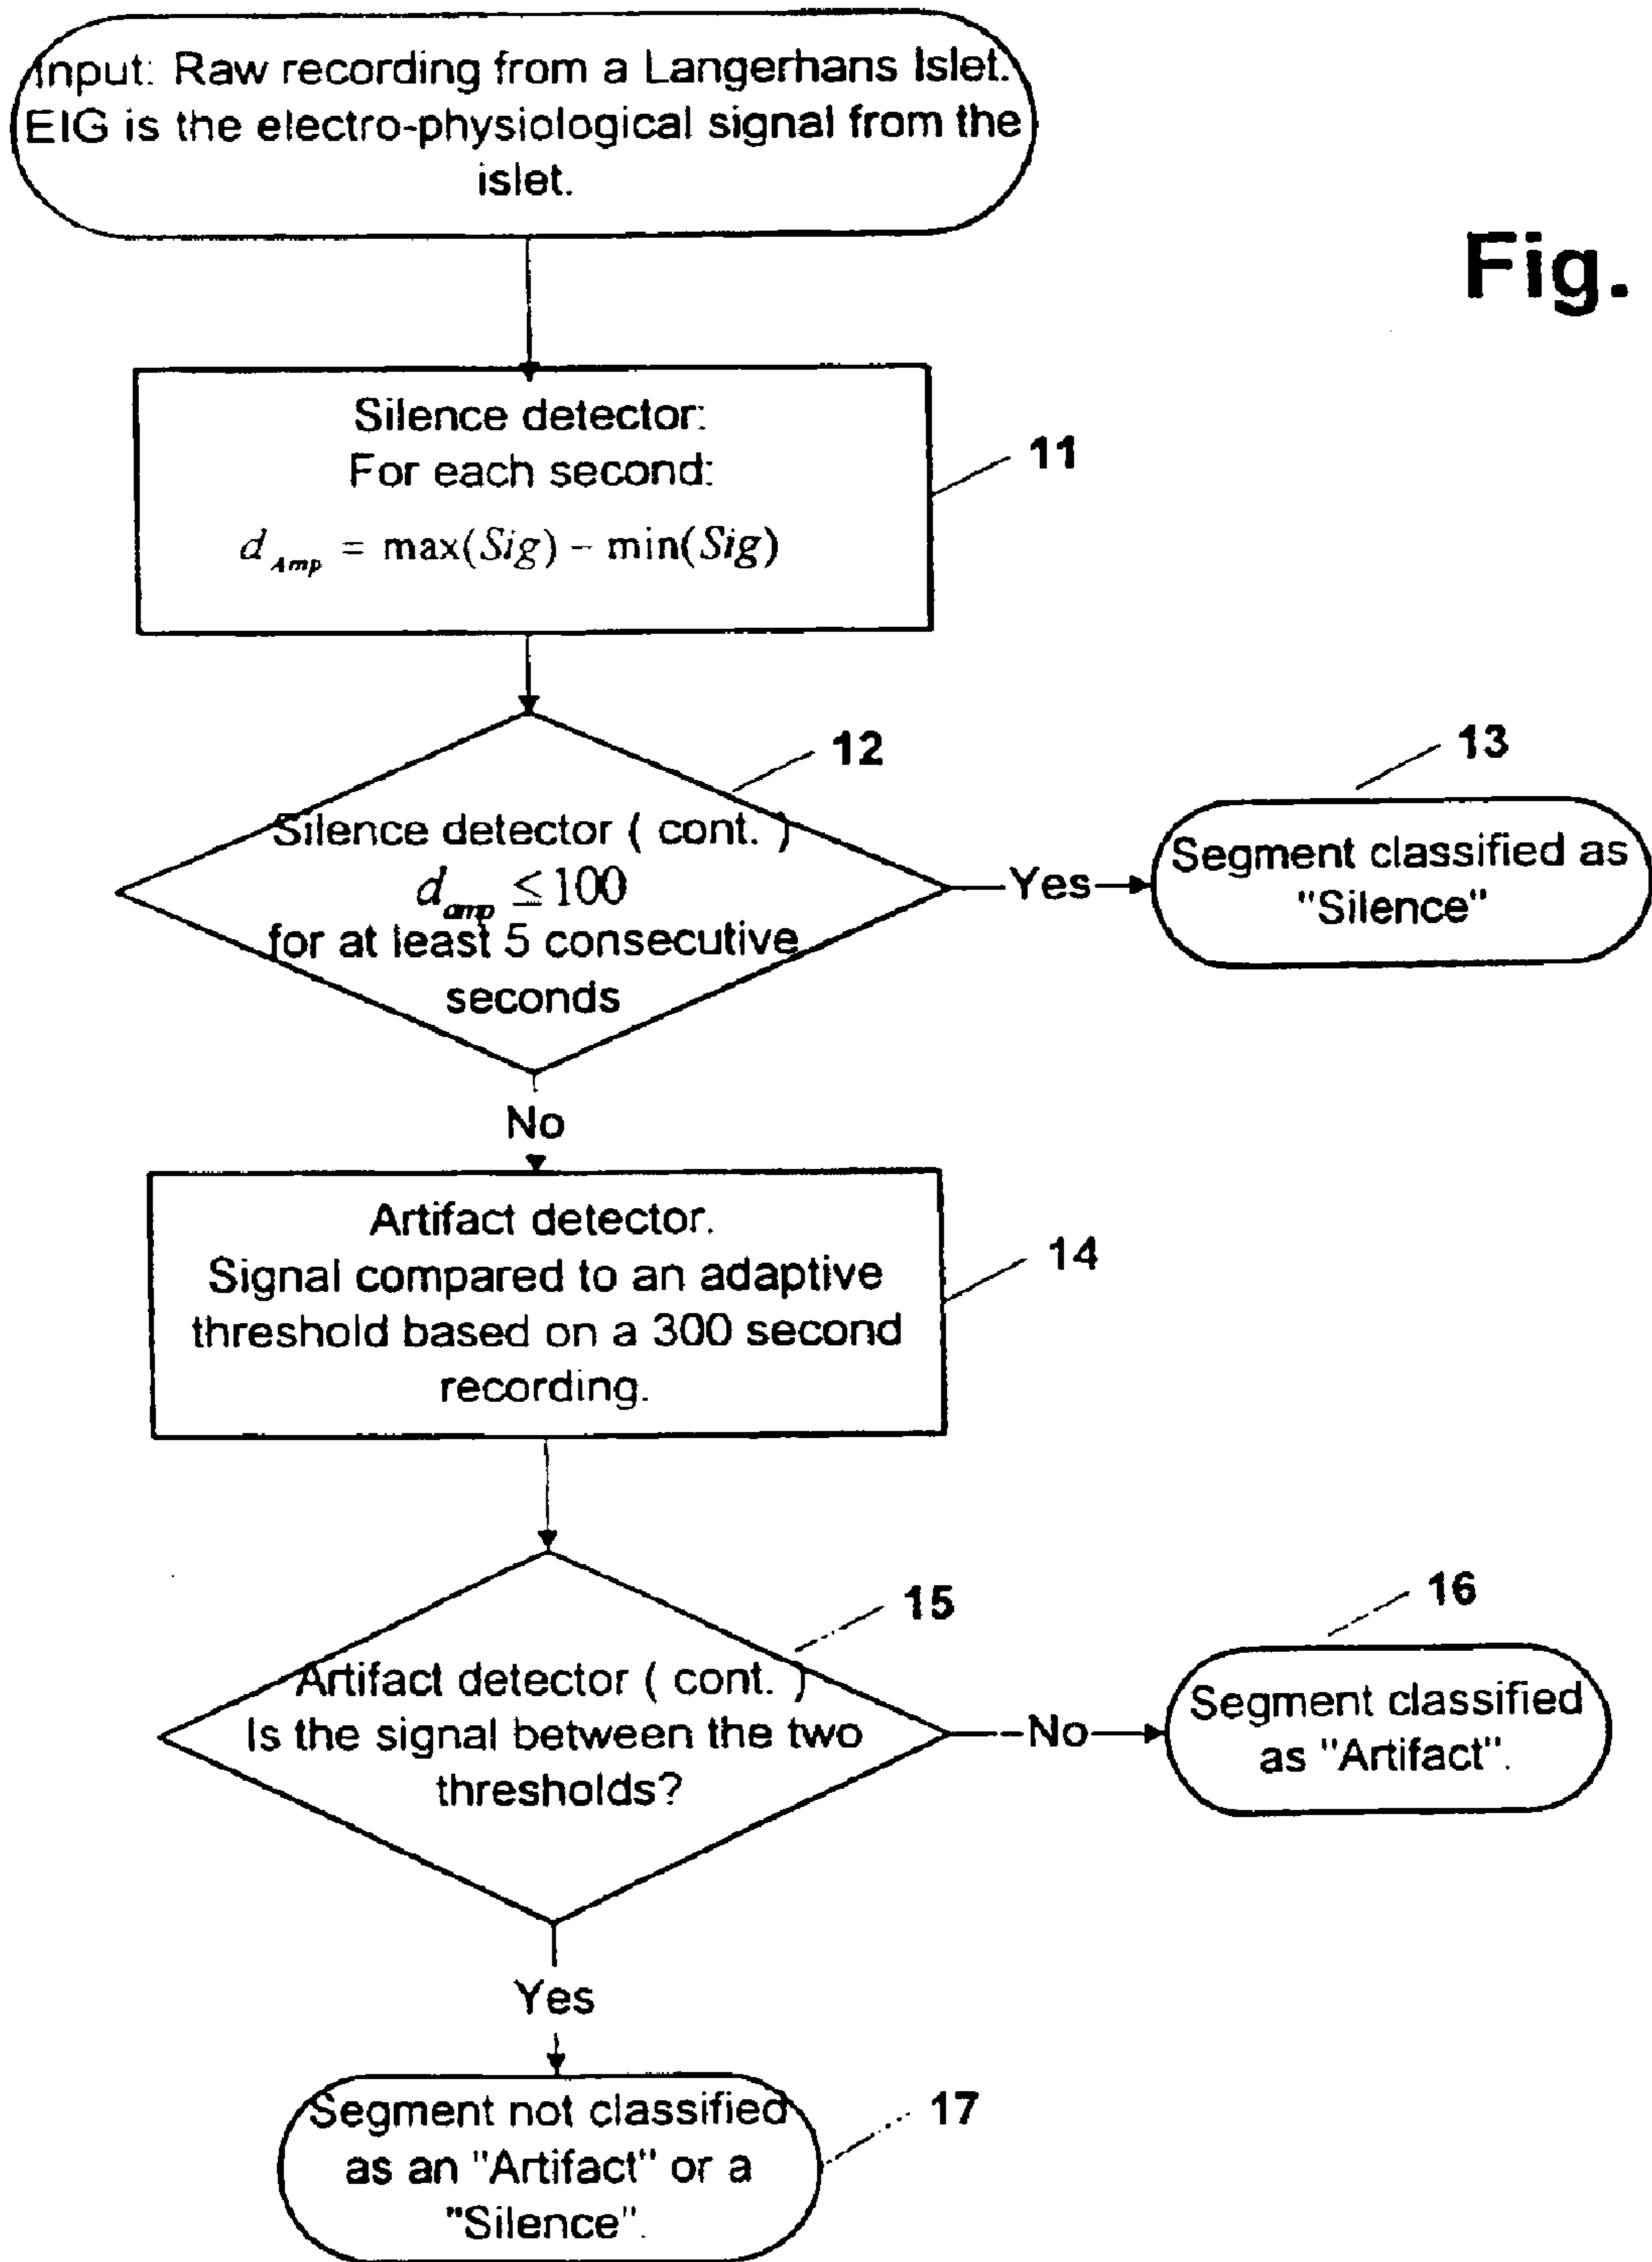 Input: Raw recording from a Langerhans Islet.
EIG is the electro-physiological signal from the
islet.
Fig.
Silence detector:
For each second:
d_Amp = max(Sig) - min(Sig)
11
12
Silence detector ( cont. )
d_amp ≤ 100
for at least 5 consecutive
seconds
Yes
13
Segment classified as
"Silence"
No
Artifact detector.
Signal compared to an adaptive
threshold based on a 300 second
recording.
14
15
Artifact detector ( cont. )
Is the signal between the two
thresholds?
No
16
Segment classified
as "Artifact".
Yes
Segment not classified
as an "Artifact" or a
"Silence".
17